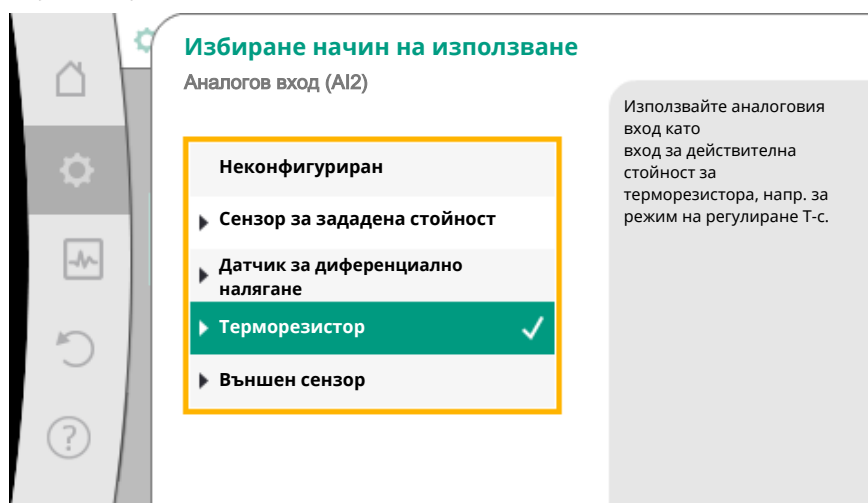 Избиране начин на използване
Аналогов вход (AI2)
Неконфигуриран
Сензор за зададена стойност
Датчик за диференциално
налягане
Терморезистор
Външен сензор
Използвайте аналоговия
вход като
вход за действителна
стойност за
терморезистора, напр. за
режим на регулиране T-c.
?